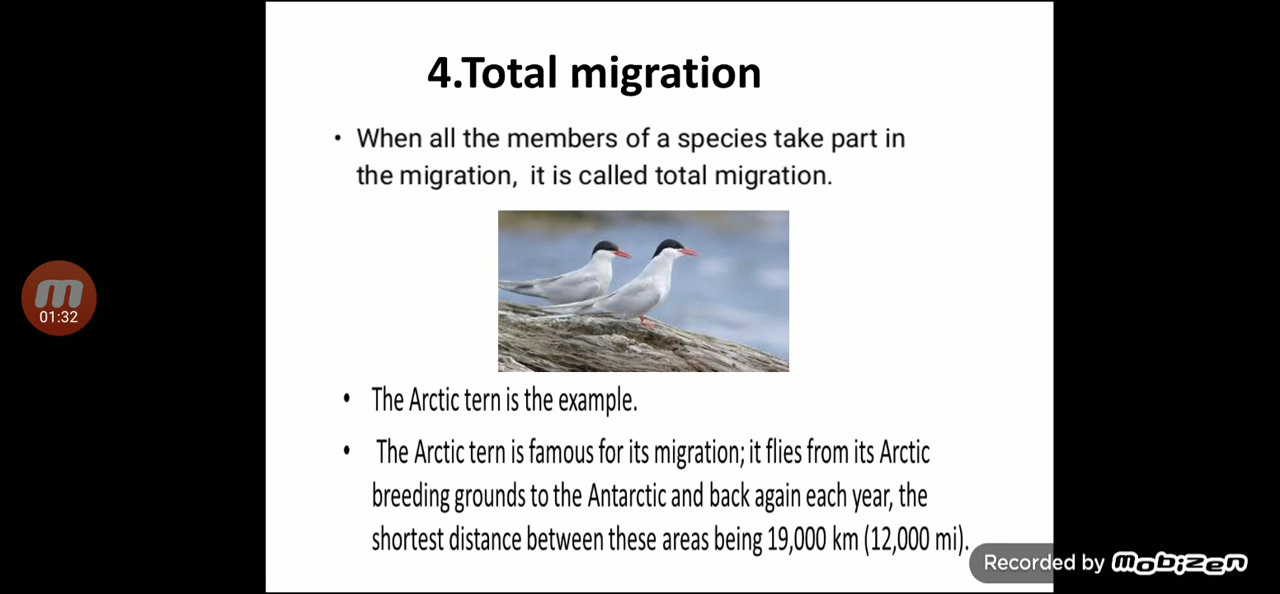 4.Total migration
• When all the members of a species take part in
the migration, it is called total migration.
01:32
• The Arctic tern is the example.
• The Arctic tern is famous for its migration; it flies from its Arctic
breeding grounds to the Antarctic and back again each year, the
shortest distance between these areas being 19,000 km (12,000 mi).
Recorded by mobizen